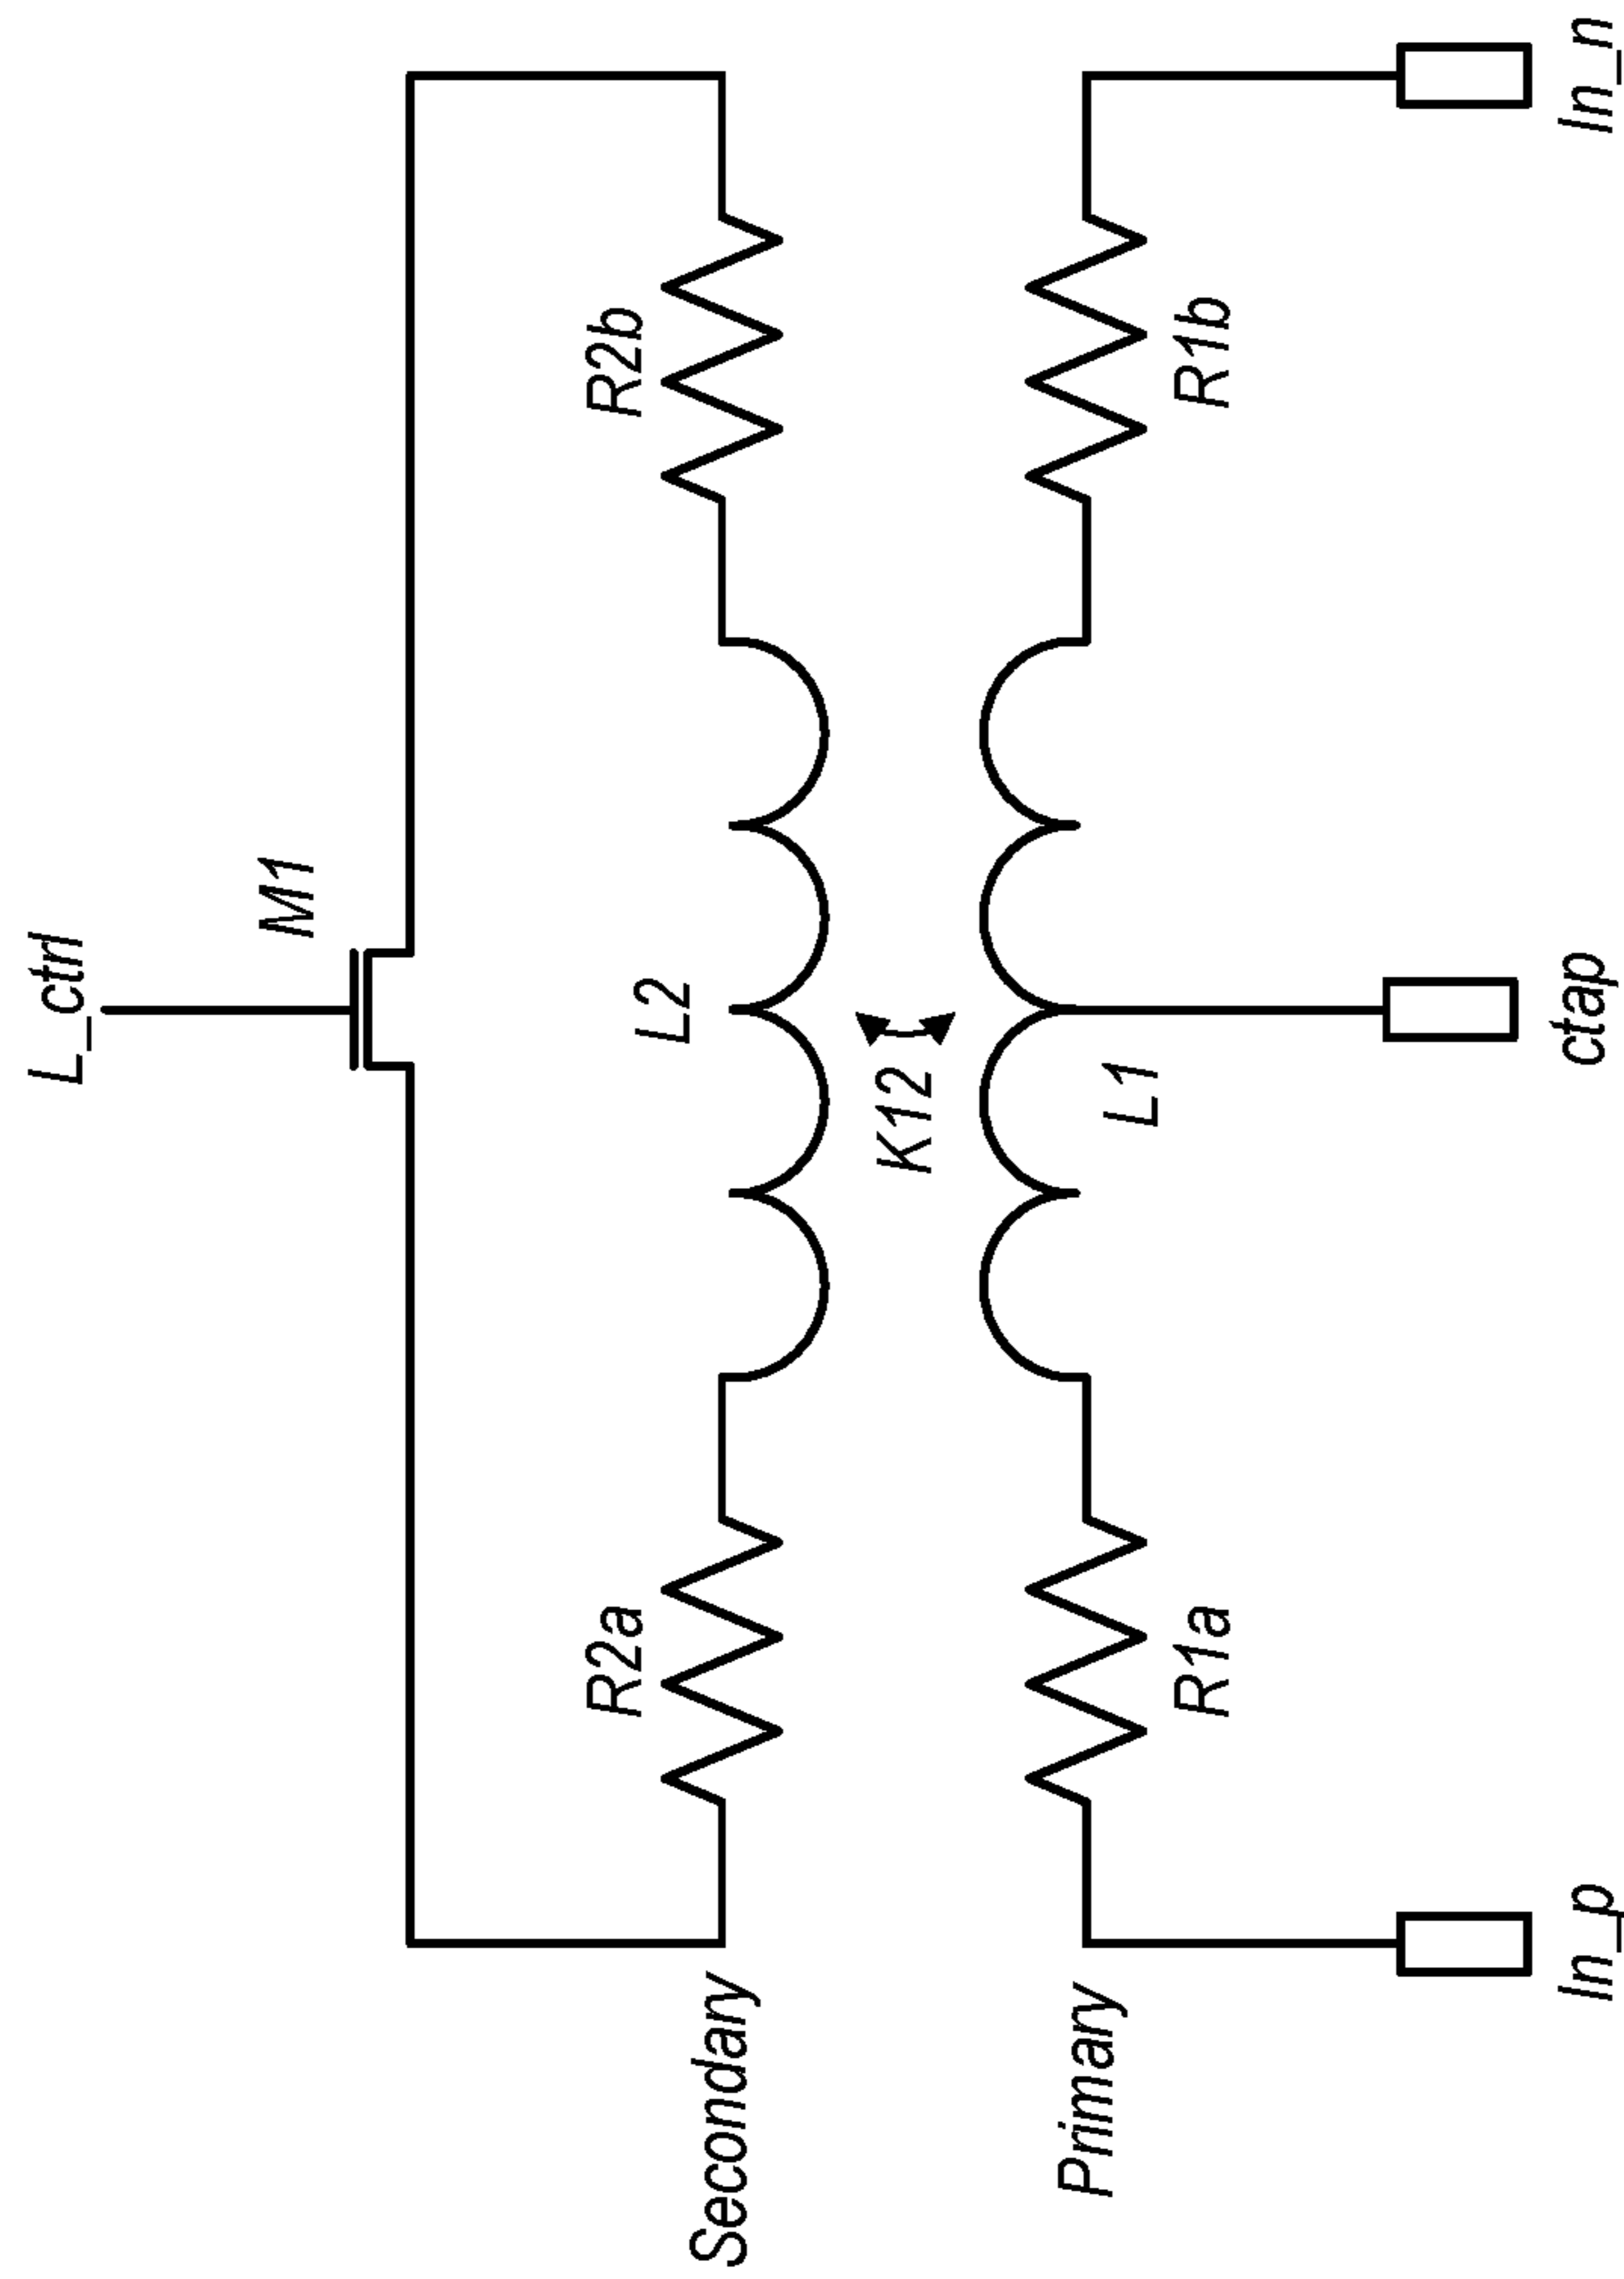 L_ctrl
M1
R2a
L2
R2b
Secondary
K12
Primary
L1
R1a
R1b
In_p
ctap
In_n